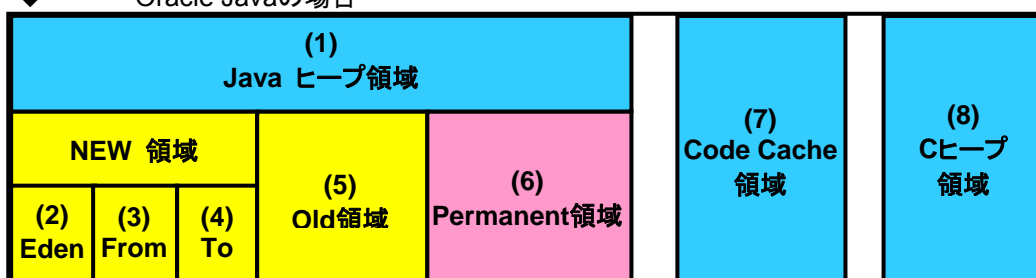 ◆ Oracle Javaの場合
(1)
Java ヒープ領域
NEW 領域
(2)
Eden
(3)
From
(4)
To
(5)
Old領域
(6)
Permanent領域
(7)
Code Cache
領域
(8)
Cヒープ
領域